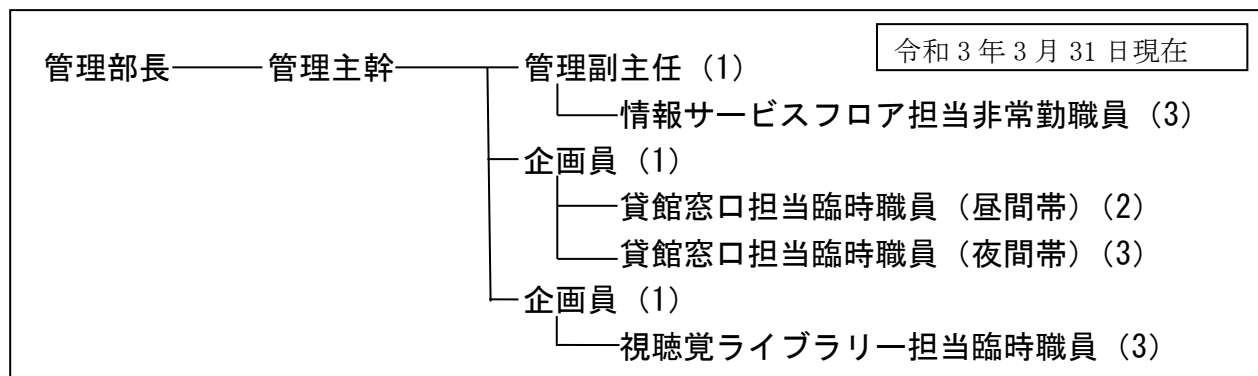 令和3年3月31日現在
管理部長 管理主幹 管理副主任（1）
情報サービスフロア担当非常勤職員（3）
企画員（1）
貸館窓口担当臨時職員（昼間帯）（2）
貸館窓口担当臨時職員（夜間帯）（3）
企画員（1）
視聴覚ライブラリー担当臨時職員（3）